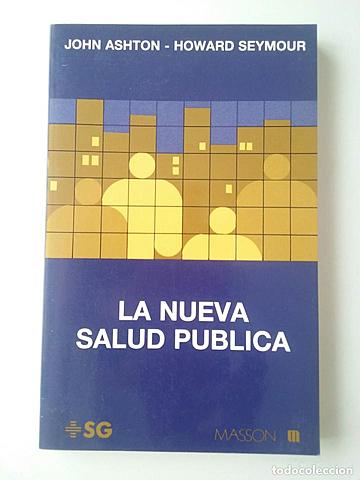 JOHN ASHTON - HOWARD SEYMOUR
LA NUEVA
SALUD PUBLICA
SG
MASSON m
todocoleccion